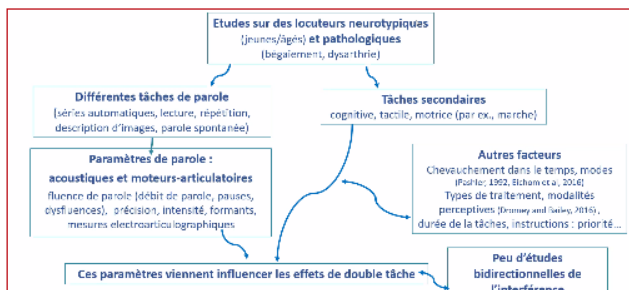 Etudes sur des locuteurs neurotypiques
(jeunes/âgés) et pathologiques
(bégaiement, dysarthrie)
Différentes tâches de parole
(séries automatiques, lecture, répétition,
description d'images, parole spontanée)
Tâches secondaires
cognitive, tactile, motrice (par ex., marche)
Paramètres de parole :
acoustiques et moteurs-articulatoires
fluence de parole (débit de parole, pauses,
dysfluences), précision, intensité, formants,
mesures electroarticulographiques
Autres facteurs
Chevauchement dans le temps, modes
(Pashler, 1992, et al, 2016)
Types de traitement, modalités
perceptives (Dromey and Bailey, 2016),
durée de la tâches, instructions : priorité...
Ces paramètres viennent influencer les effets de double tâche
Peu d'études
bidirectionnelles de
l'interférence